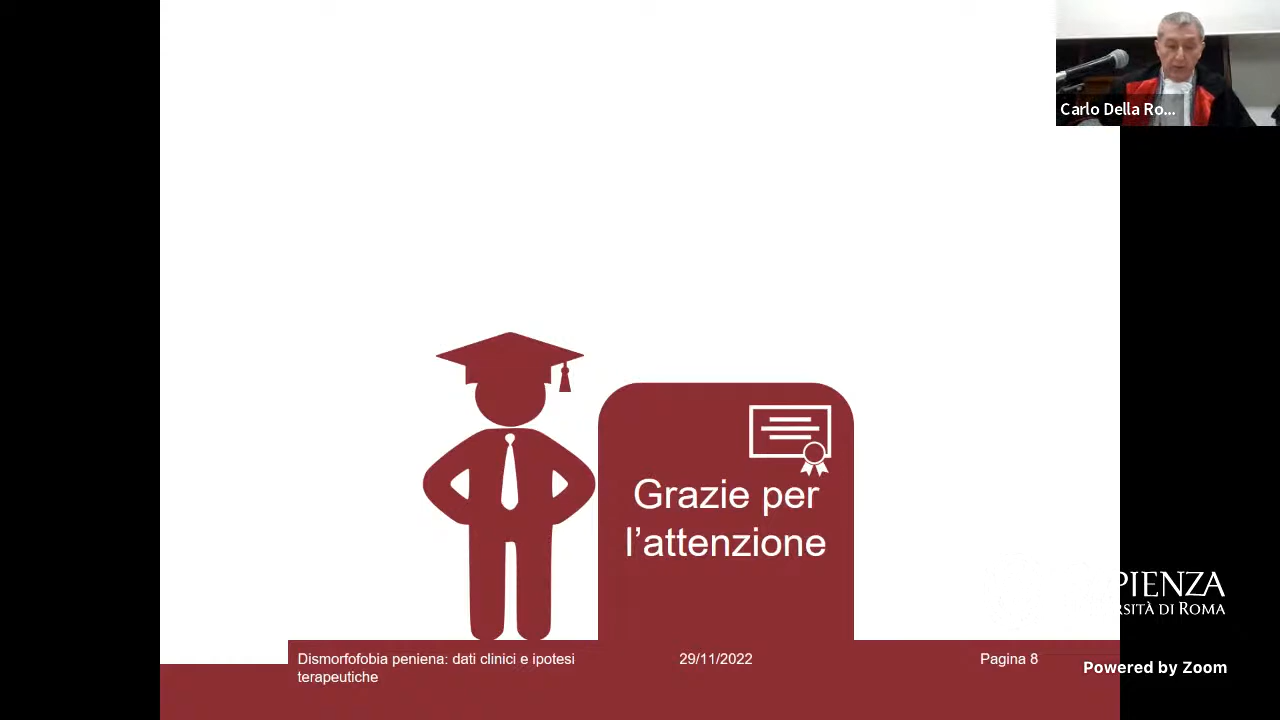 Carlo Della Ro...
Grazie per
l'attenzione
PIENZA
RSITÀ DI ROMA
Dismorfofobia peniena: dati clinici e ipotesi
terapeutiche
29/11/2022
Pagina 8
Powered by Zoom